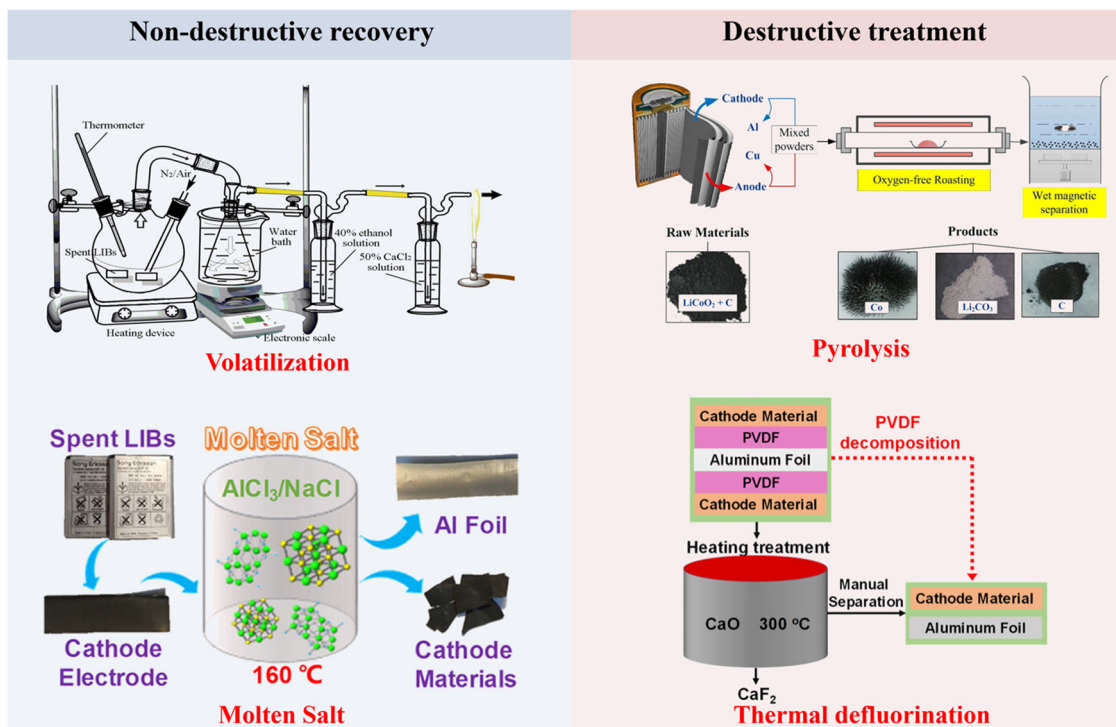 Non-destructive recovery
Destructive treatment
Thermometer
N₂/Air
Spent LIBs
Water
bath
40% ethanol
solution
50% CaCl₂
solution
Heating device
Electronic scale
Volatilization
Cathode
Al
Cu
Anode
Mixed
powders
Oxygen-free Roasting
Wet magnetic
separation
Raw Materials
LiCoO₂ + C
Products
Co
Li₂CO₃
C
Pyrolysis
Spent LIBs
Sony Ericsson
Sony Ericsson
Cathode
Electrode
Molten Salt
AlCl₃/NaCl
160 ℃
Al Foil
Cathode
Materials
Molten Salt
Cathode Material
PVDF
Aluminum Foil
PVDF
Cathode Material
PVDF
decomposition
Heating treatment
CaO 300 ºC
Manual
Separation
Cathode Material
Aluminum Foil
CaF₂
Thermal defluorination